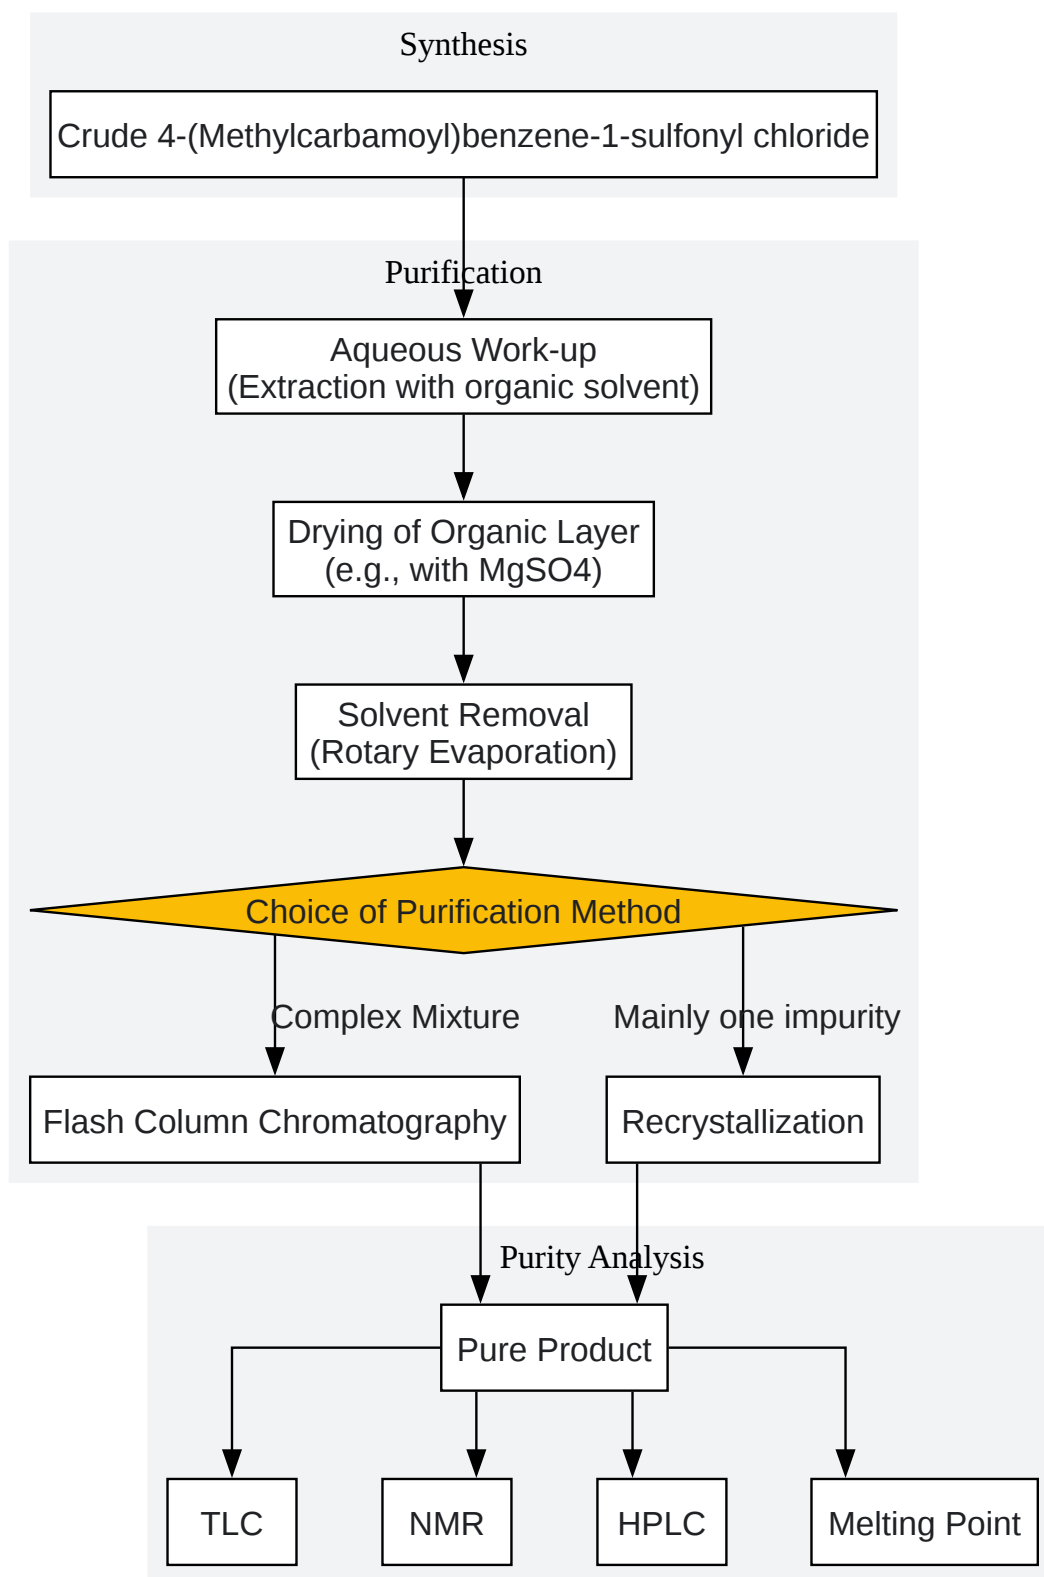 Synthesis
Crude 4-(Methylcarbamoyl)benzene-1-sulfonyl chloride
Purification
Aqueous Work-up
(Extraction with organic solvent)
Drying of Organic Layer
(e.g., with MgSO4)
Solvent Removal
(Rotary Evaporation)
Choice of Purification Method
Complex Mixture
Mainly one impurity
Flash Column Chromatography
Recrystallization
Purity Analysis
Pure Product
TLC
NMR
HPLC
Melting Point